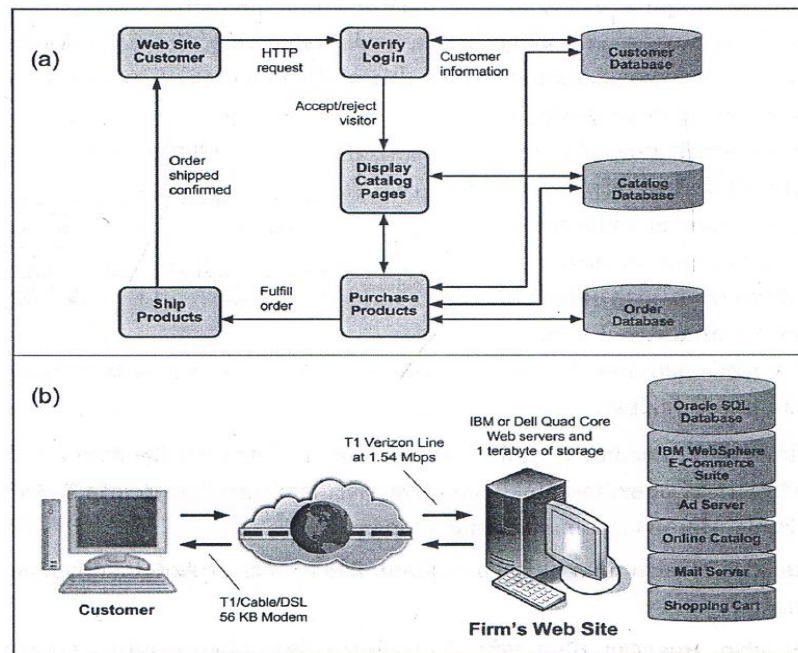 (a)
Web Site
Customer
HTTP
request
Verify
Login
Customer
information
Customer
Database
Accept/reject
visitor
Order
shipped
confirmed
Display
Catalog
Pages
Catalog
Database
Ship
Products
Fulfill
order
Purchase
Products
Order
Database
(b)
T1 Verizon Line
at 1.54 Mbps
IBM or Dell Quad Core
Web servers and
1 terabyte of storage
Oracle SQL
Database
IBM WebSphere
E-Commerce
Suite
Ad Server
Online Catalog
Mail Server
Shopping Cart
Customer
T1/Cable/DSL
56 KB Modem
Firm's Web Site